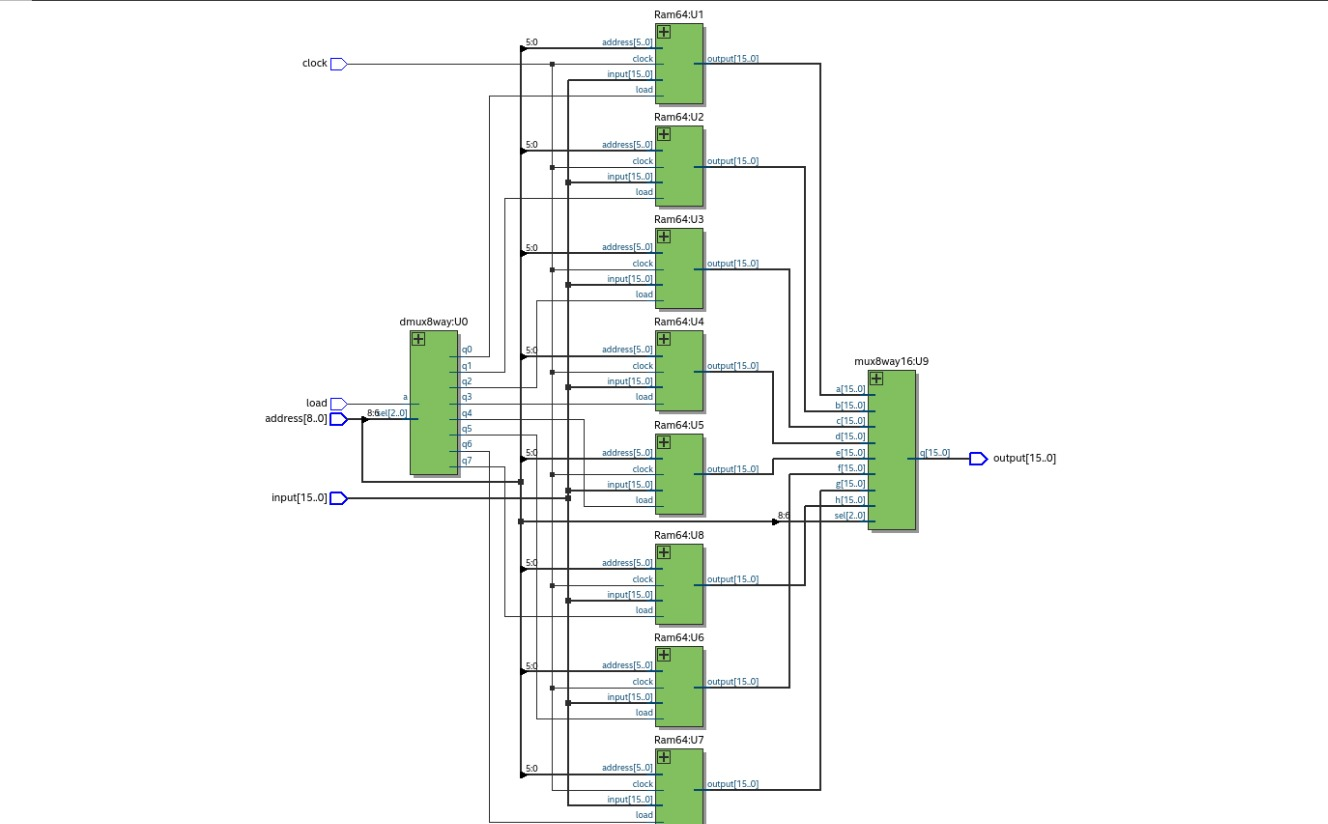 Ram64:U1
5:0
address[5..0]
clock
clock
input[15..0]
load
output[15..0]
Ram64:U2
5:0
address[5..0]
clock
input[15..0]
load
output[15..0]
Ram64:U3
5:0
address[5..0]
clock
input[15..0]
load
output[15..0]
dmux8way:U0
q0
q1
q2
q3
q4
q5
q6
q7
a
sel[2..0]
load
address[8..0]
8:6
input[15..0]
Ram64:U4
5:0
address[5..0]
clock
input[15..0]
load
output[15..0]
Ram64:U5
5:0
address[5..0]
clock
input[15..0]
load
output[15..0]
mux8way16:U9
a[15..0]
b[15..0]
c[15..0]
d[15..0]
e[15..0]
f[15..0]
g[15..0]
h[15..0]
8:6
sel[2..0]
q[15..0]
output[15..0]
Ram64:U8
5:0
address[5..0]
clock
input[15..0]
load
output[15..0]
Ram64:U6
5:0
address[5..0]
clock
input[15..0]
load
output[15..0]
Ram64:U7
5:0
address[5..0]
clock
input[15..0]
load
output[15..0]